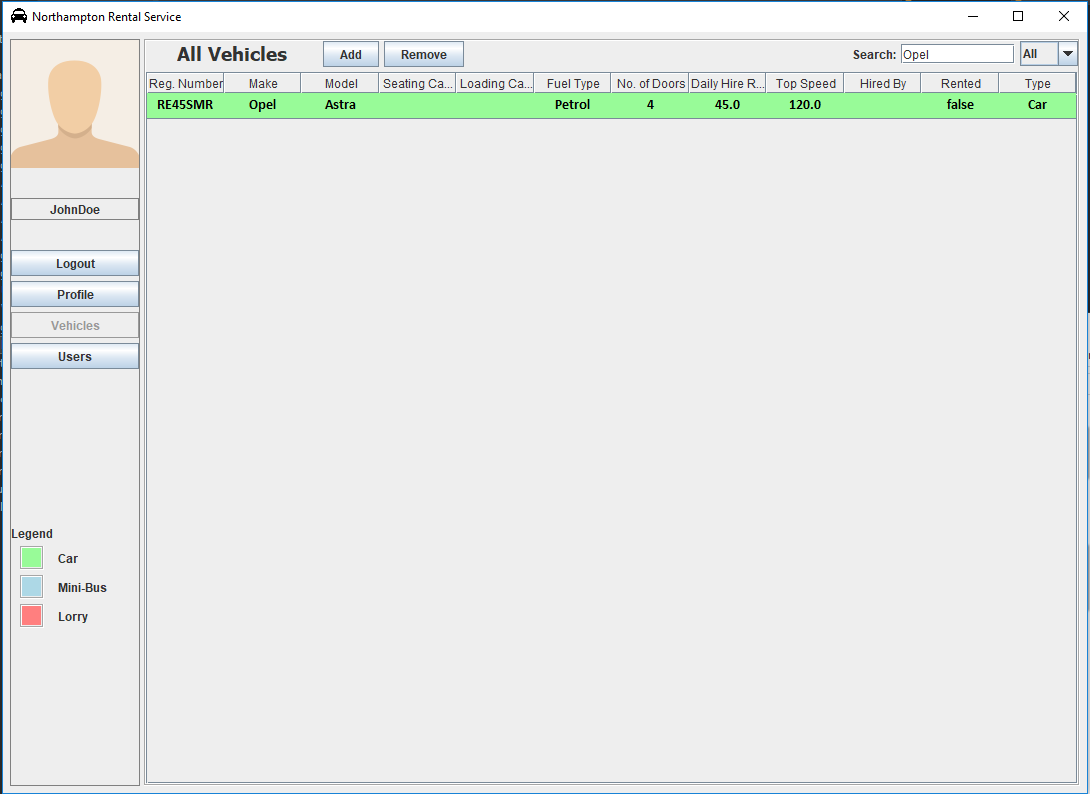 Northampton Rental Service
All Vehicles Add Remove Search: Opel All
Reg. Number Make Model Seating Ca... Loading Ca... Fuel Type No. of Doors Daily Hire R... Top Speed Hired By Rented Type
RE45SMR Opel Astra Petrol 4 45.0 120.0 false Car
JohnDoe
Logout
Profile
Vehicles
Users
Legend
Car
Mini-Bus
Lorry